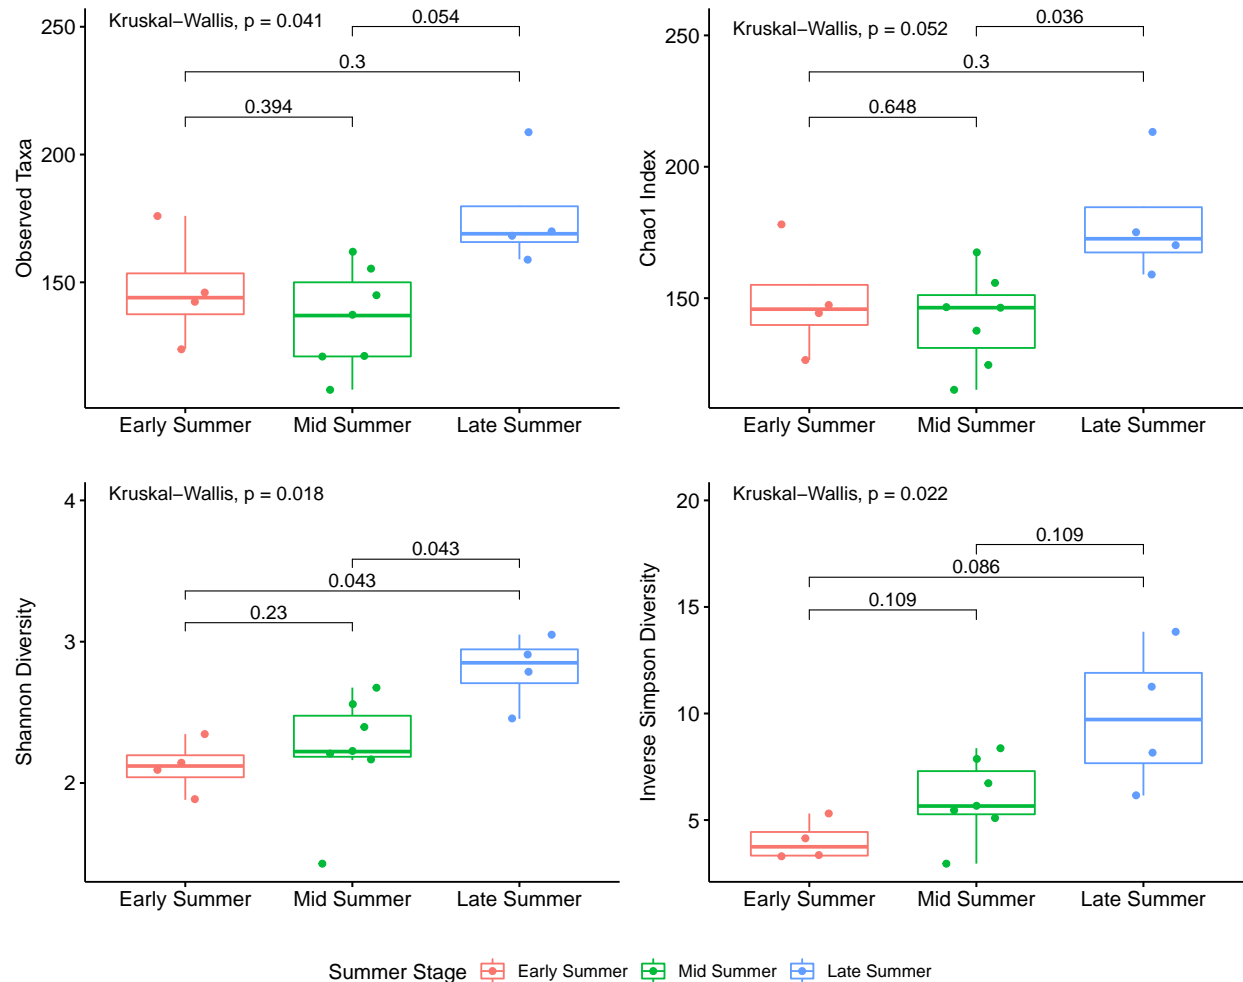 Kruskal−Wallis, p = 0.041
0.054
0.3
0.394
250
200
150
Observed Taxa
Early Summer Mid Summer Late Summer
Kruskal−Wallis, p = 0.052
0.036
0.3
0.648
250
200
150
Chao1 Index
Early Summer Mid Summer Late Summer
Kruskal−Wallis, p = 0.018
0.043
0.043
0.23
4
3
2
Shannon Diversity
Early Summer Mid Summer Late Summer
Kruskal−Wallis, p = 0.022
0.109
0.086
0.109
20
15
10
5
Inverse Simpson Diversity
Early Summer Mid Summer Late Summer
Summer Stage Early Summer Mid Summer Late Summer